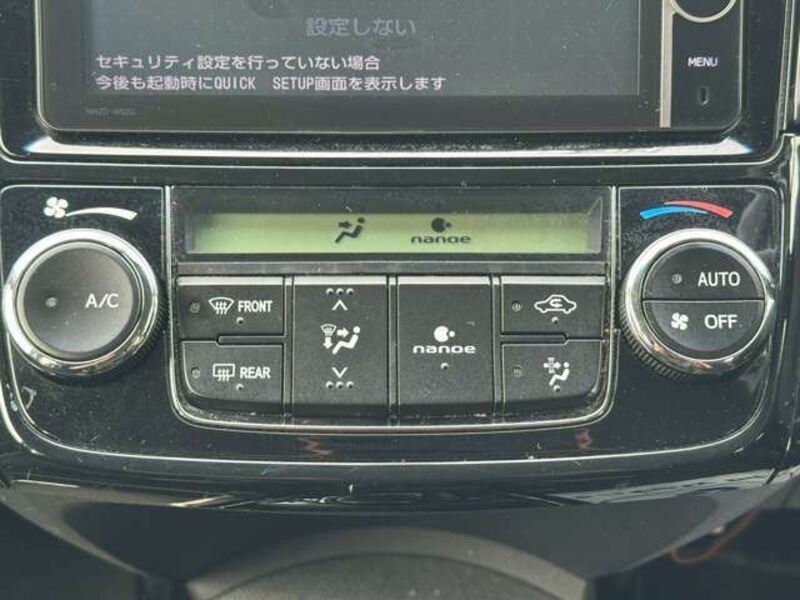 設定しない
セキュリティ設定を行っていない場合
今後も起動時にQUICK SETUP画面を表示します
MENU
nanoe
A/C
FRONT
REAR
nanoe
AUTO
OFF